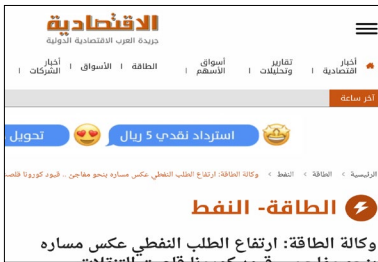 الاقتصادية
جريدة العرب الاقتصادية الدولية
أخبار اقتصادية | تقارير وتحليلات | أسواق الأسهم | الطاقة | الأسواق | أخبار الشركات |
آخر ساعة
استرداد نقدي 5 ريال تحويل
الرئيسية > الطاقة > النفط > وكالة الطاقة: ارتفاع الطلب النفطي عكس مساره بنحو مفاجئ .. قيود كورونا
الطاقة- النفط
وكالة الطاقة: ارتفاع الطلب النفطي عكس مساره